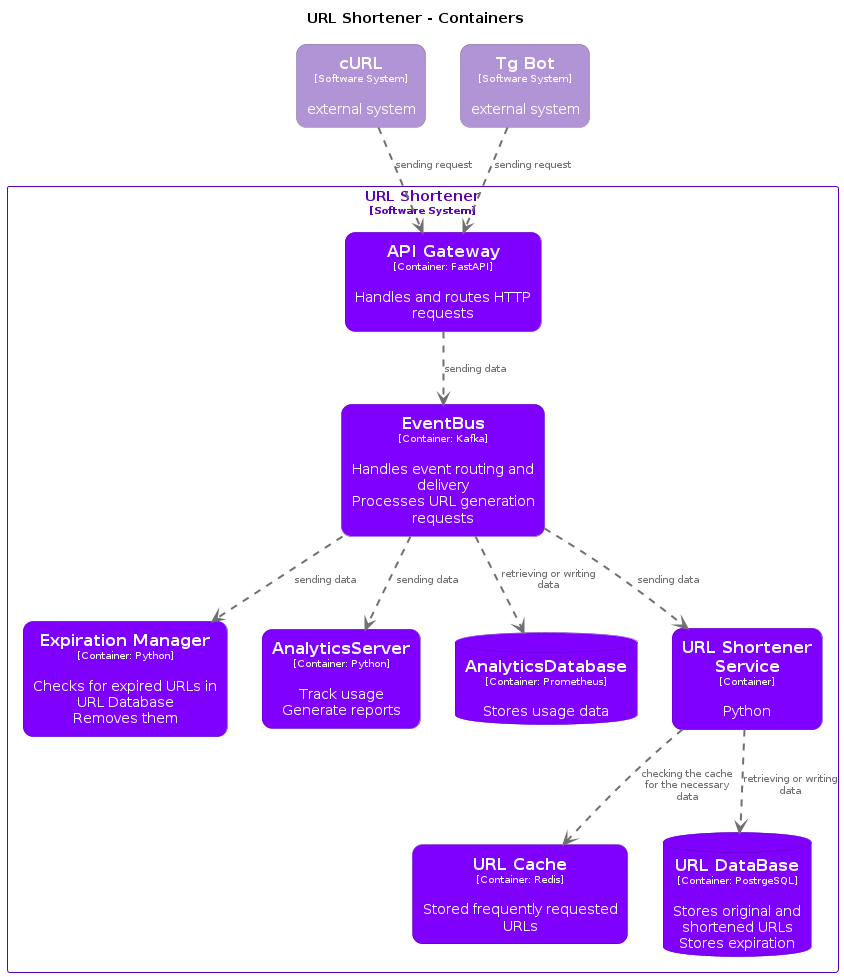 URL Shortener - Containers
cURL
[Software System]
external system
Tg Bot
[Software System]
external system
sending request
sending request
URL Shortener
[Software System]
API Gateway
[Container: FastAPI]
Handles and routes HTTP
requests
sending data
EventBus
[Container: Kafka]
Handles event routing and
delivery
Processes URL generation
requests
sending data
sending data
retrieving or writing
data
sending data
Expiration Manager
[Container: Python]
Checks for expired URLs in
URL Database
Removes them
AnalyticsServer
[Container: Python]
Track usage
Generate reports
AnalyticsDatabase
[Container: Prometheus]
Stores usage data
URL Shortener
Service
[Container]
Python
checking the cache
for the necessary
data
retrieving or writing
data
URL Cache
[Container: Redis]
Stored frequently requested
URLs
URL DataBase
[Container: PostrgeSQL]
Stores original and
shortened URLs
Stores expiration